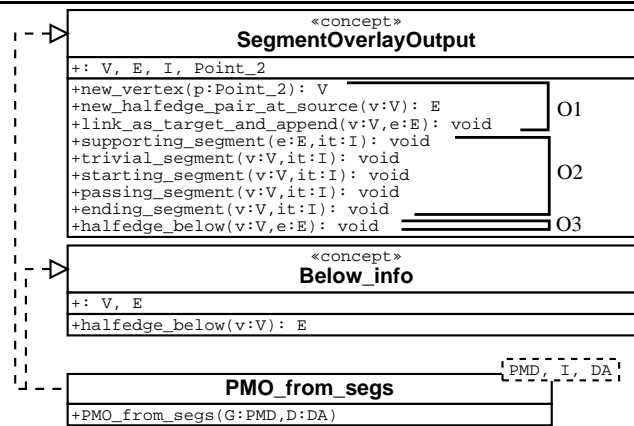 «concept»
SegmentOverlayOutput
+: V, E, I, Point_2
+new_vertex(p:Point_2): V
+new_halfedge_pair_at_source(v:V): E
+link_as_target_and_append(v:V,e:E): void
O1
+supporting_segment(e:E,it:I): void
+trivial_segment(v:V,it:I): void
+starting_segment(v:V,it:I): void
+passing_segment(v:V,it:I): void
+ending_segment(v:V,it:I): void
O2
+halfedge_below(v:V,e:E): void
O3
«concept»
Below_info
+: V, E
+halfedge_below(v:V): E
PMD, I, DA
PMO_from_segs
+PMO_from_segs(G:PMD,D:DA)